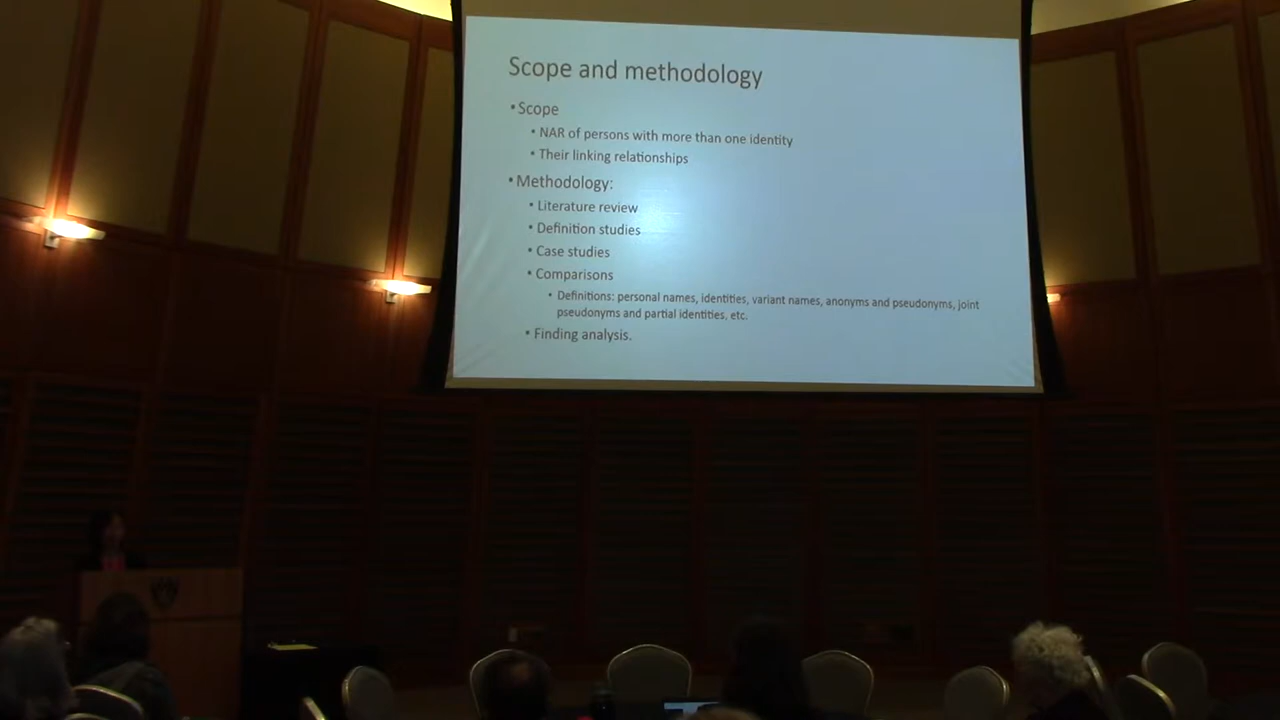 Scope and methodology
• Scope
• NAR of persons with more than one identity
• Their linking relationships
• Methodology:
• Literature review
• Definition studies
• Case studies
• Comparisons
• Definitions: personal names, identities, variant names, anonyms and pseudonyms, joint
pseudonyms and partial identities, etc.
• Finding analysis.